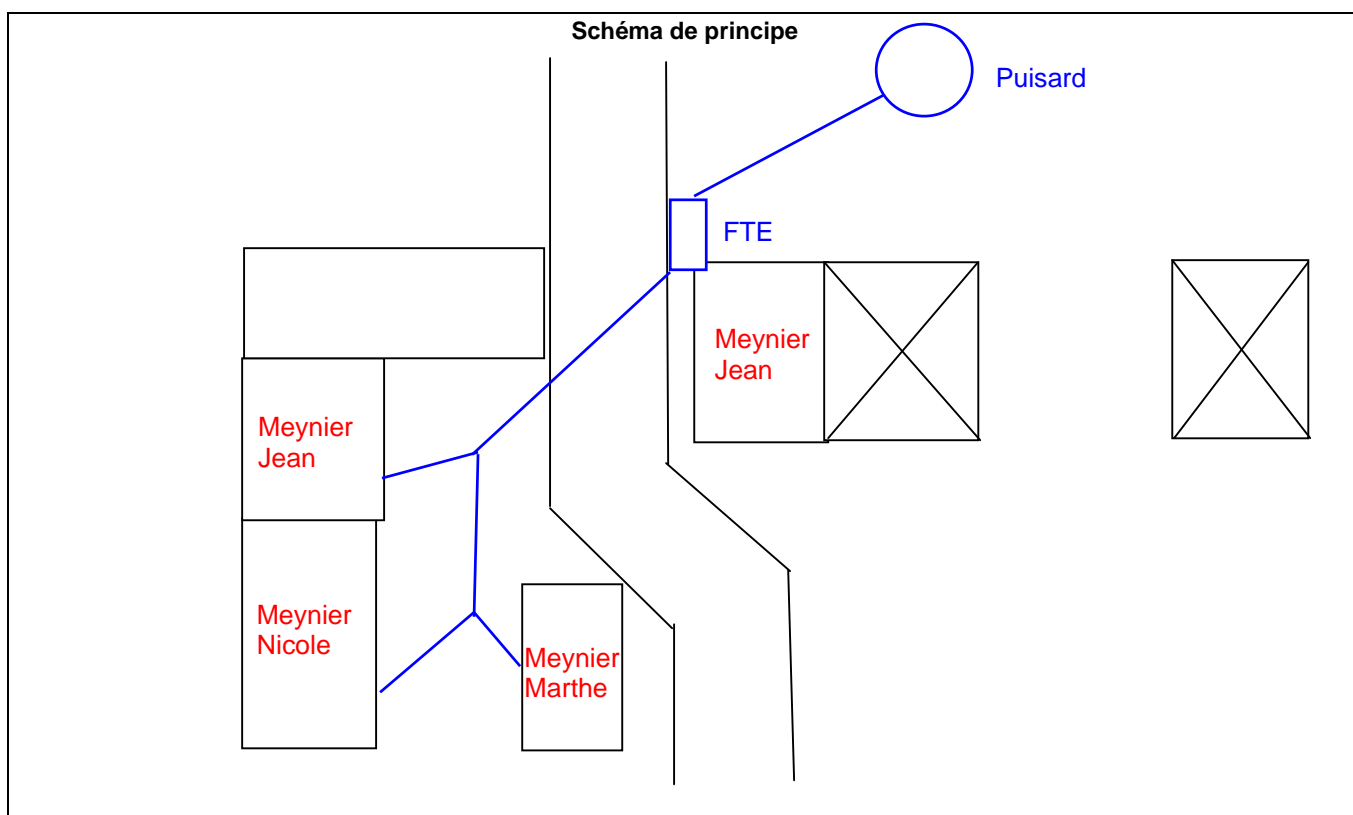 Schéma de principe
Puisard
FTE
Meynier
Jean
Meynier
Jean
Meynier
Nicole
Meynier
Marthe